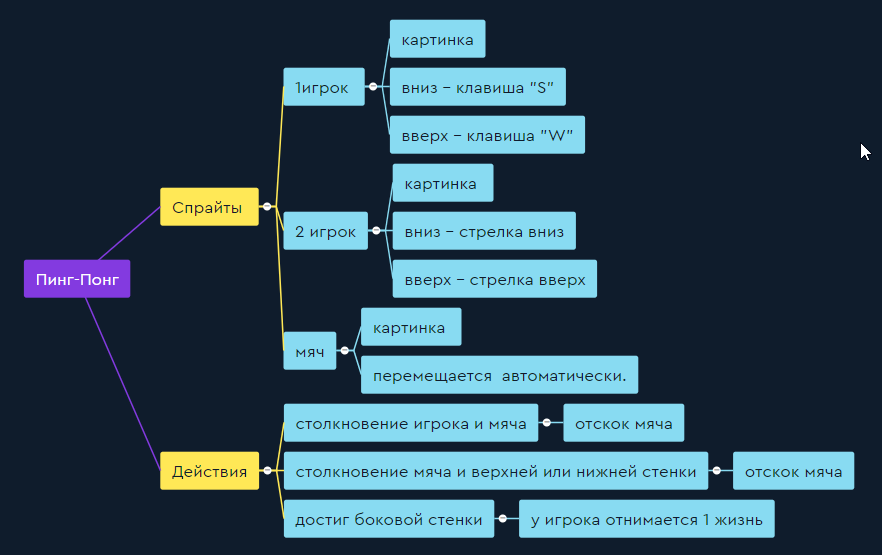 картинка
1игрок
вниз - клавиша "S"
вверх - клавиша "W"
картинка
Спрайты
2 игрок
вниз - стрелка вниз
вверх - стрелка вверх
Пинг-Понг
картинка
мяч
перемещается автоматически.
столкновение игрока и мяча
отскок мяча
Действия
столкновение мяча и верхней или нижней стенки
отскок мяча
достиг боковой стенки
у игрока отнимается 1 жизнь